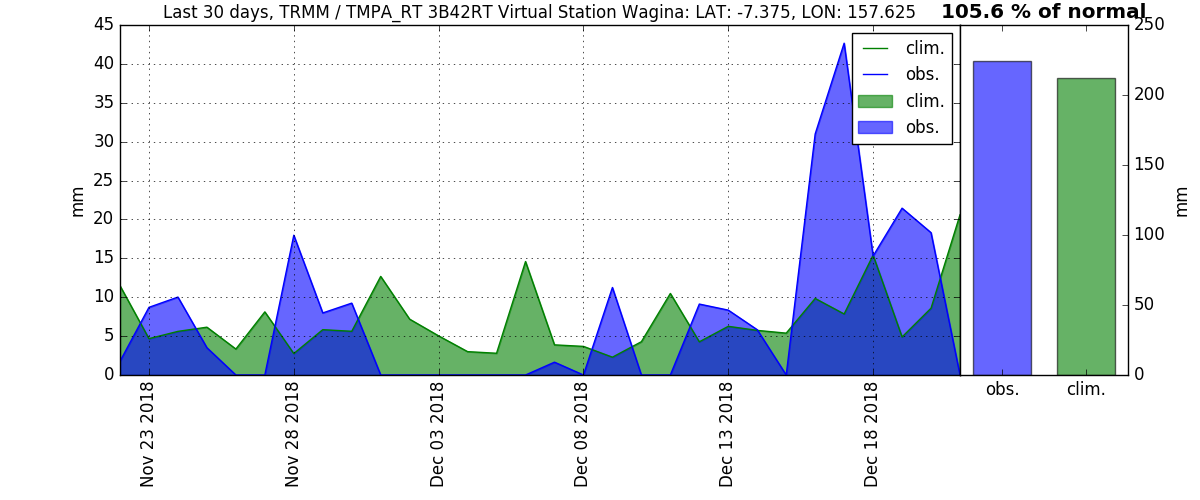 Last 30 days, TRMM / TMPA_RT 3B42RT Virtual Station Wagina: LAT: -7.375, LON: 157.625
105.6 % of normal
45
40
35
30
25
20
15
10
5
0
mm
clim.
obs.
clim.
obs.
250
200
150
100
50
0
mm
Nov 23 2018
Nov 28 2018
Dec 03 2018
Dec 08 2018
Dec 13 2018
Dec 18 2018
obs.
clim.